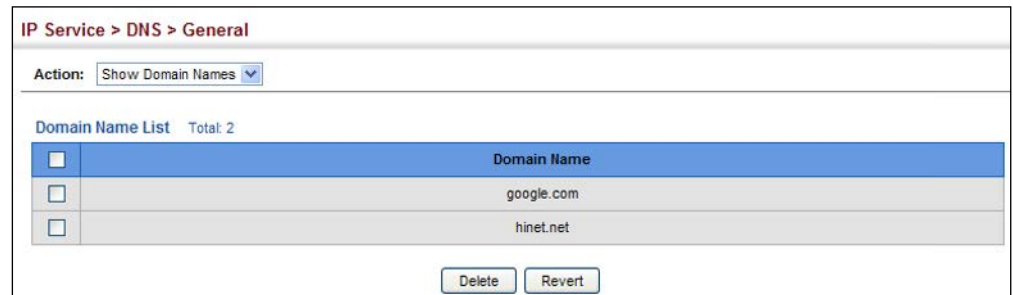 IP Service > DNS > General
Action: Show Domain Names
Domain Name List Total: 2
Domain Name
google.com
hinet.net
Delete Revert